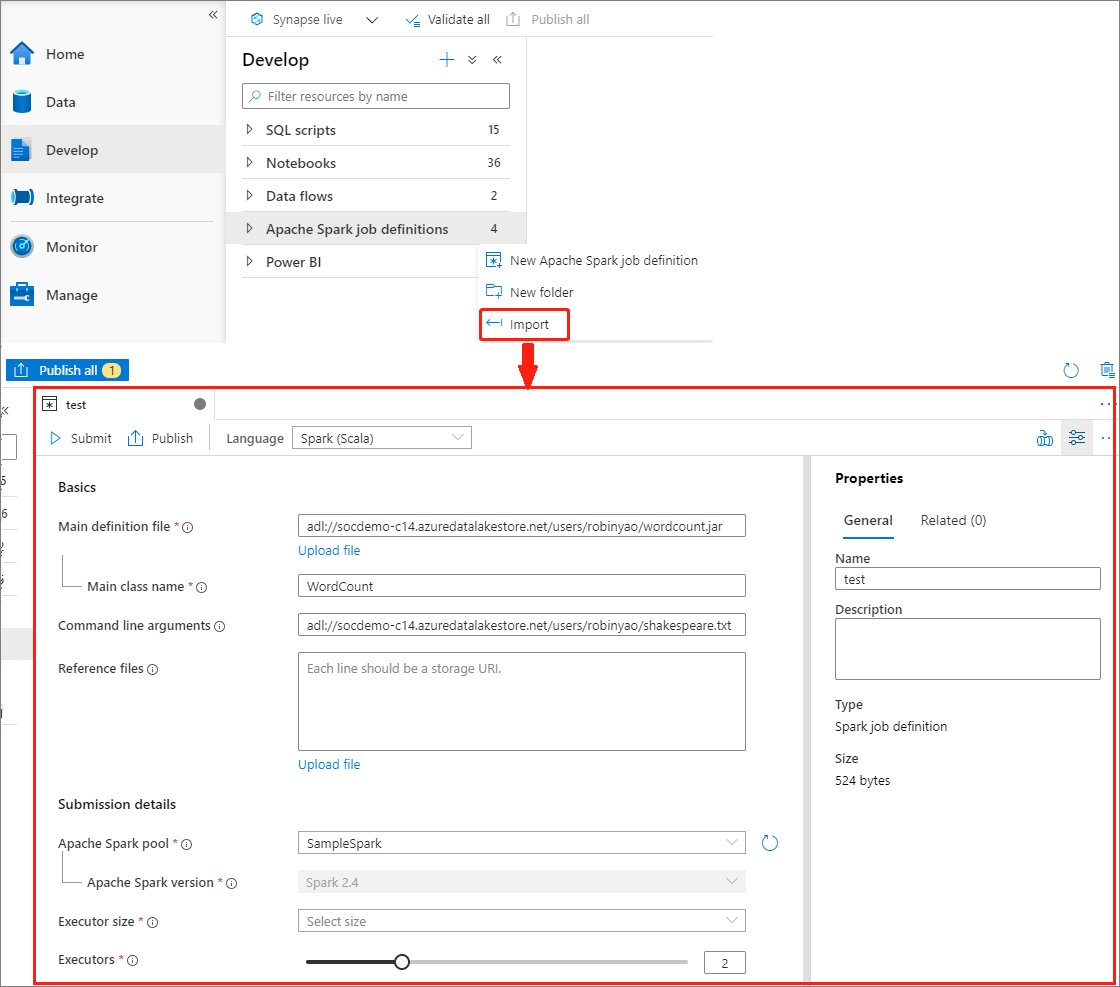 Synapse live Validate all Publish all
Home
Data
Develop
Integrate
Monitor
Manage
Develop
Filter resources by name
SQL scripts 15
Notebooks 36
Data flows 2
Apache Spark job definitions 4
Power BI
New Apache Spark job definition
New folder
Import
Publish all 1
test
Submit Publish Language Spark (Scala)
Basics
Main definition file * adl://socdemo-c14.azuredatalakestore.net/users/robinyao/wordcount.jar
Upload file
Main class name * WordCount
Command line arguments adl://socdemo-c14.azuredatalakestore.net/users/robinyao/shakespeare.txt
Reference files Each line should be a storage URI.
Upload file
Submission details
Apache Spark pool * SampleSpark
Apache Spark version * Spark 2.4
Executor size * Select size
Executors * 2
Properties
General Related (0)
Name
test
Description
Type
Spark job definition
Size
524 bytes